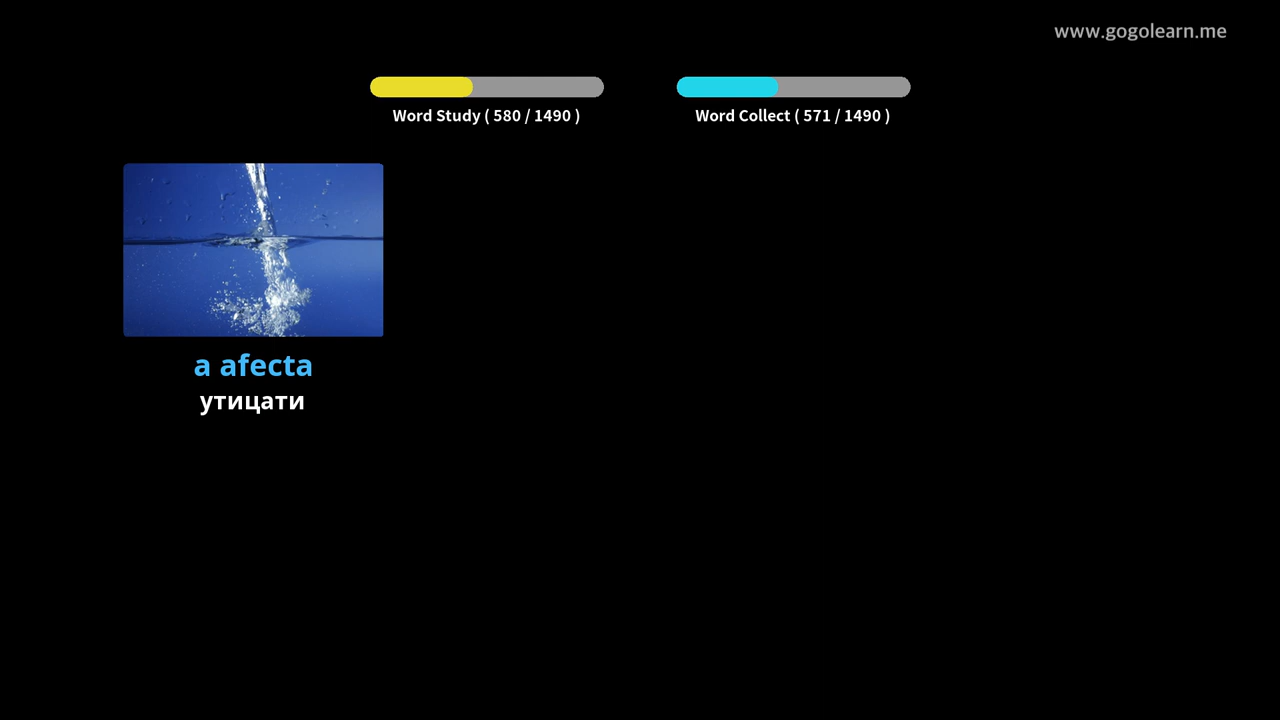 www.gogolearn.me
Word Study ( 580 / 1490 )
Word Collect ( 571 / 1490 )
a afecta
утицати